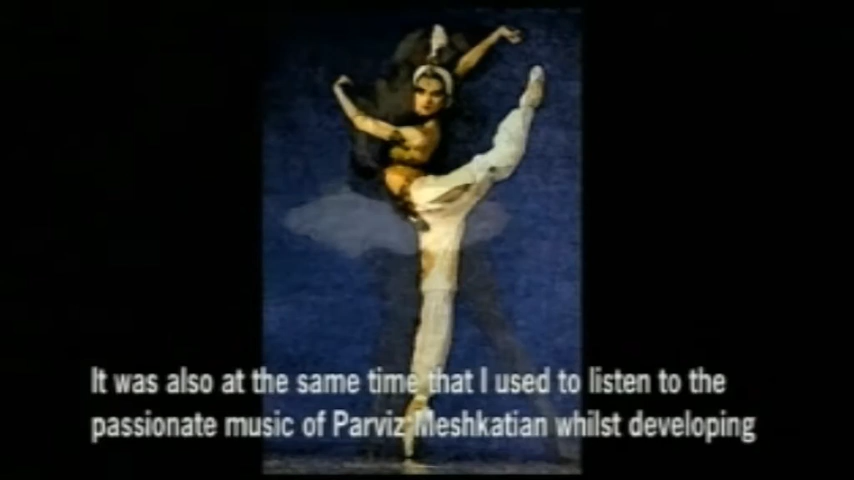 It was also at the same time that I used to listen to the
passionate music of Parviz Meshkatian whilst developing